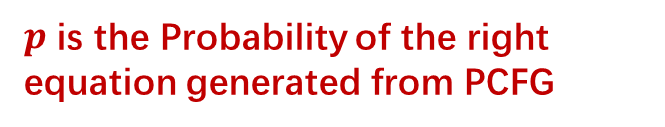 p is the Probability of the right
equation generated from PCFG